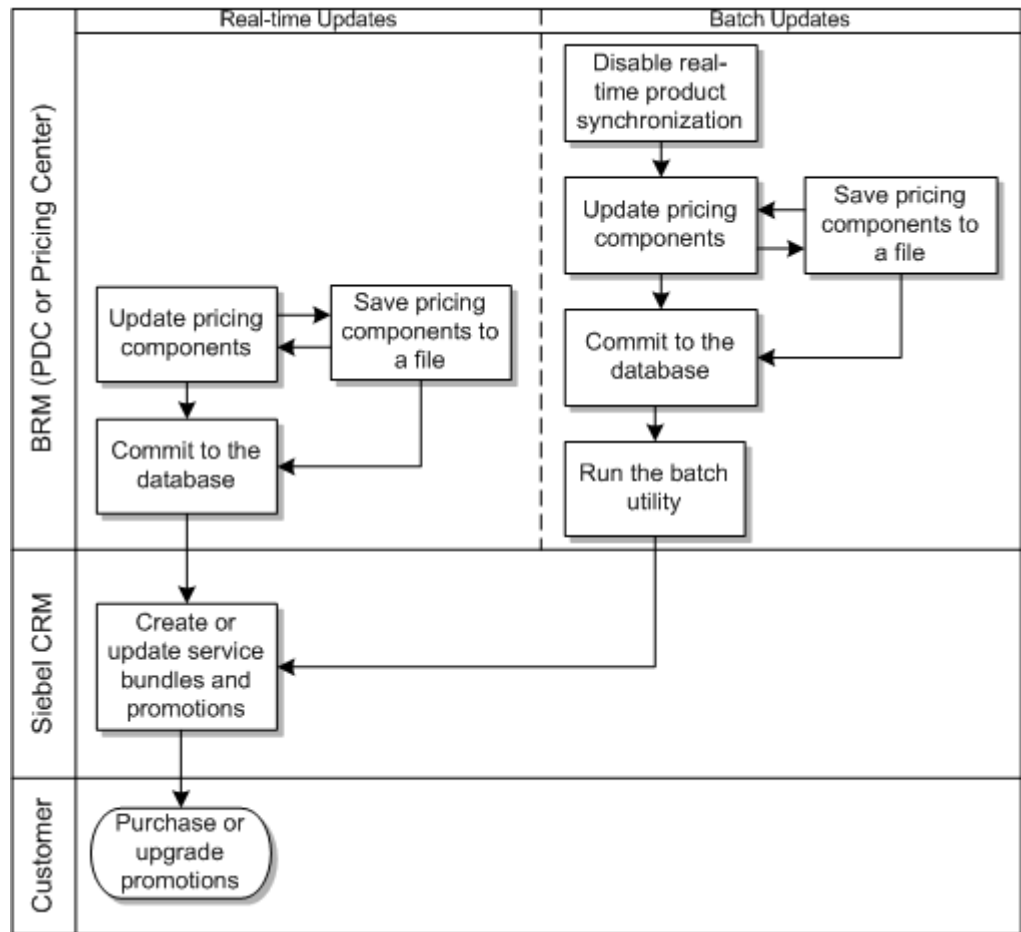 Real-time Updates
Batch Updates
BRM (PDC or Pricing Center)
Update pricing
components
Save pricing
components to
a file
Commit to the
database
Disable real-
time product
synchronization
Update pricing
components
Save pricing
components to
a file
Commit to the
database
Run the batch
utility
Siebel CRM
Create or
update service
bundles and
promotions
Customer
Purchase or
upgrade
promotions